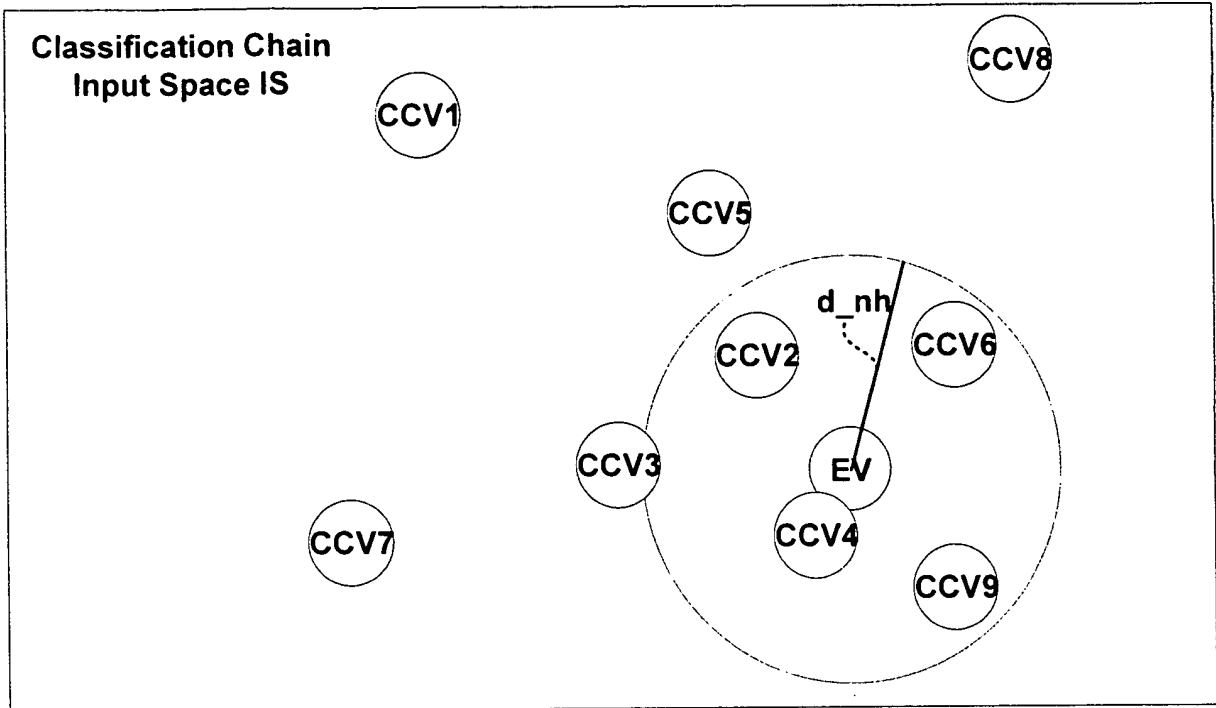 Classification Chain
Input Space IS
CCV8
CCV1
CCV5
d_nh
CCV2
CCV6
CCV3
EV
CCV4
CCV7
CCV9